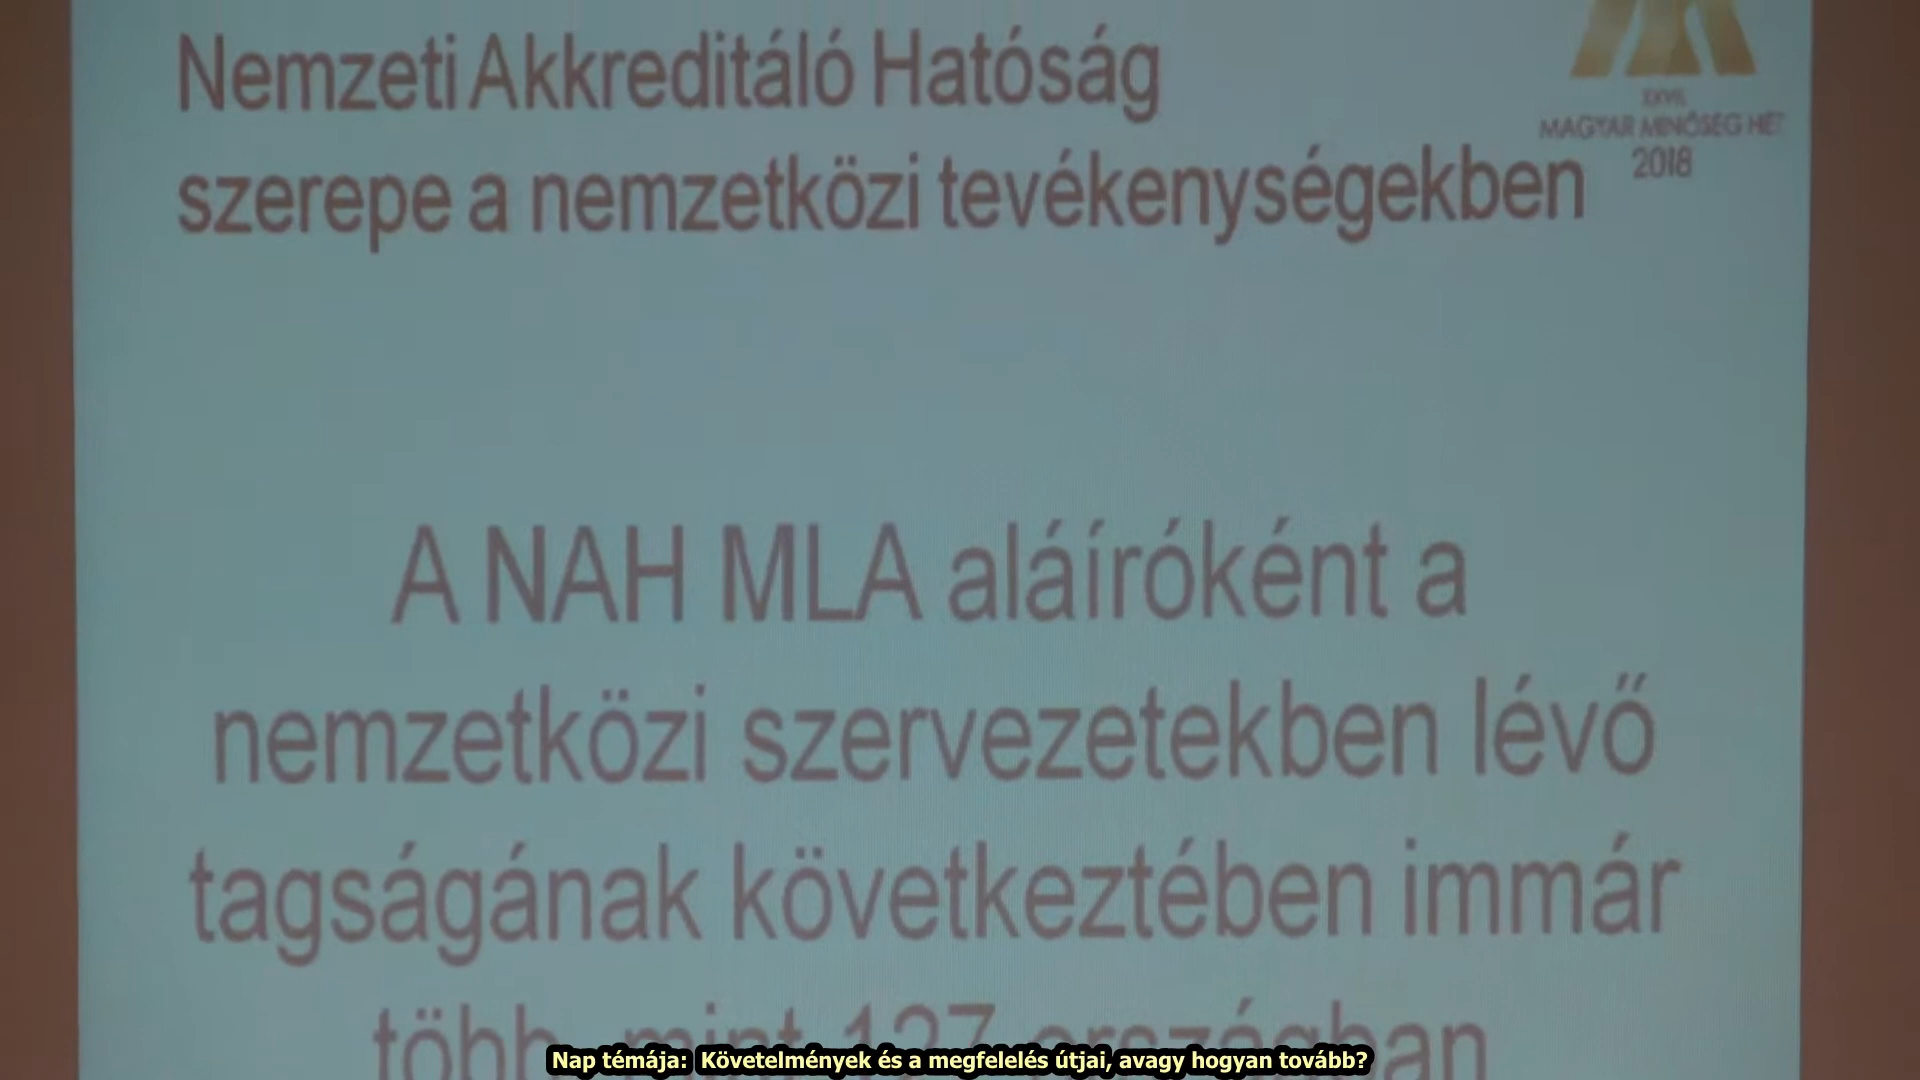 Nemzeti Akkreditáló Hatóság
szerepe a nemzetközi tevékenységekben
XXVII.
MAGYAR MINŐSÉG HÉT
2018
A NAH MLA aláíróként a
nemzetközi szervezetekben lévő
tagságának következtében immár
több mint 127 országban
Nap témája: Követelmények és a megfelelés útjai, avagy hogyan tovább?